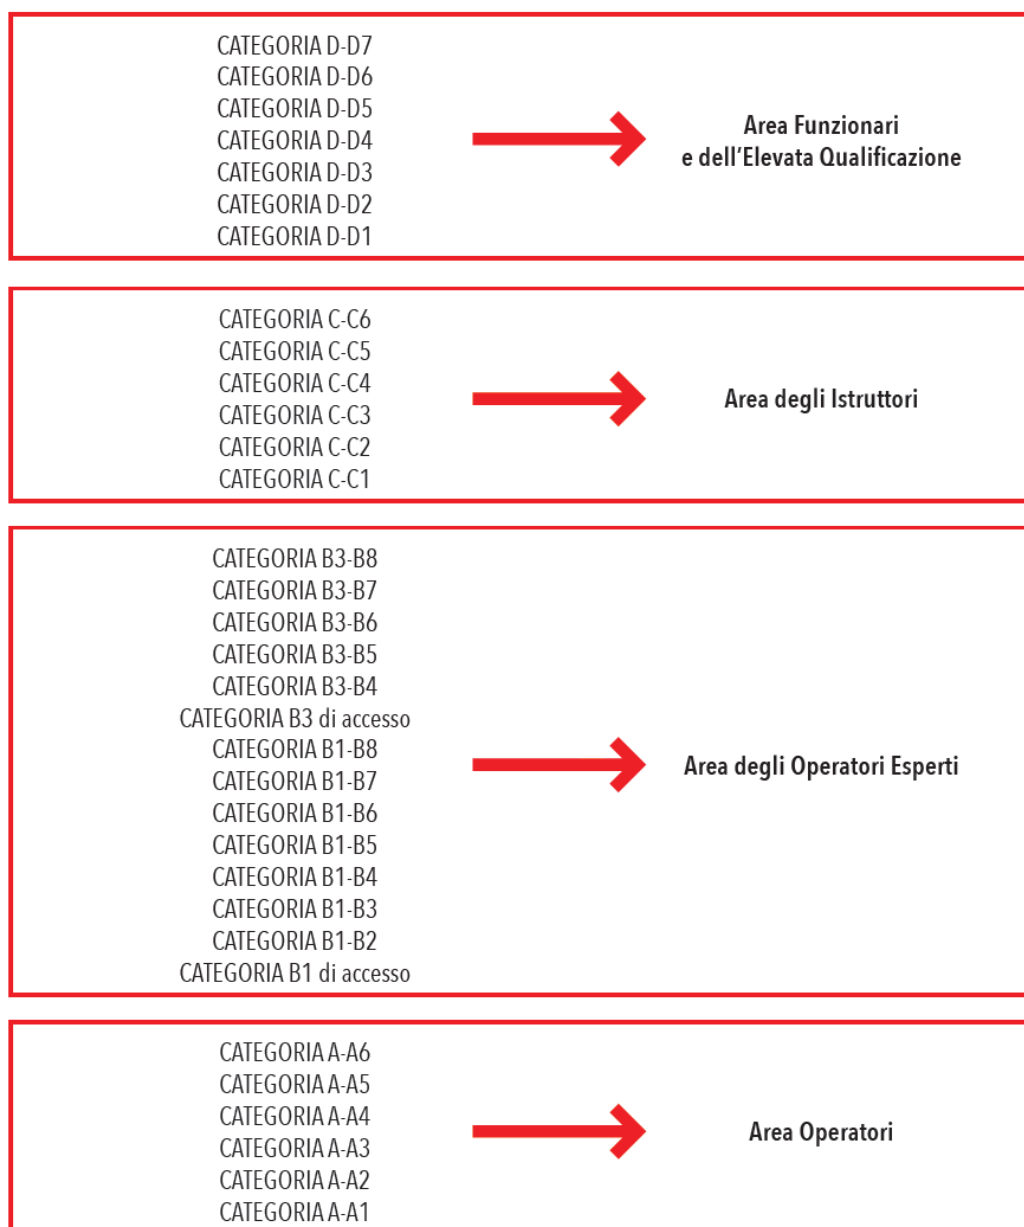 CATEGORIA D-D7
CATEGORIA D-D6
CATEGORIA D-D5
CATEGORIA D-D4
CATEGORIA D-D3
CATEGORIA D-D2
CATEGORIA D-D1
Area Funzionari
e dell'Elevata Qualificazione
CATEGORIA C-C6
CATEGORIA C-C5
CATEGORIA C-C4
CATEGORIA C-C3
CATEGORIA C-C2
CATEGORIA C-C1
Area degli Istruttori
CATEGORIA B3-B8
CATEGORIA B3-B7
CATEGORIA B3-B6
CATEGORIA B3-B5
CATEGORIA B3-B4
CATEGORIA B3 di accesso
CATEGORIA B1-B8
CATEGORIA B1-B7
CATEGORIA B1-B6
CATEGORIA B1-B5
CATEGORIA B1-B4
CATEGORIA B1-B3
CATEGORIA B1-B2
CATEGORIA B1 di accesso
Area degli Operatori Esperti
CATEGORIA A-A6
CATEGORIA A-A5
CATEGORIA A-A4
CATEGORIA A-A3
CATEGORIA A-A2
CATEGORIA A-A1
Area Operatori